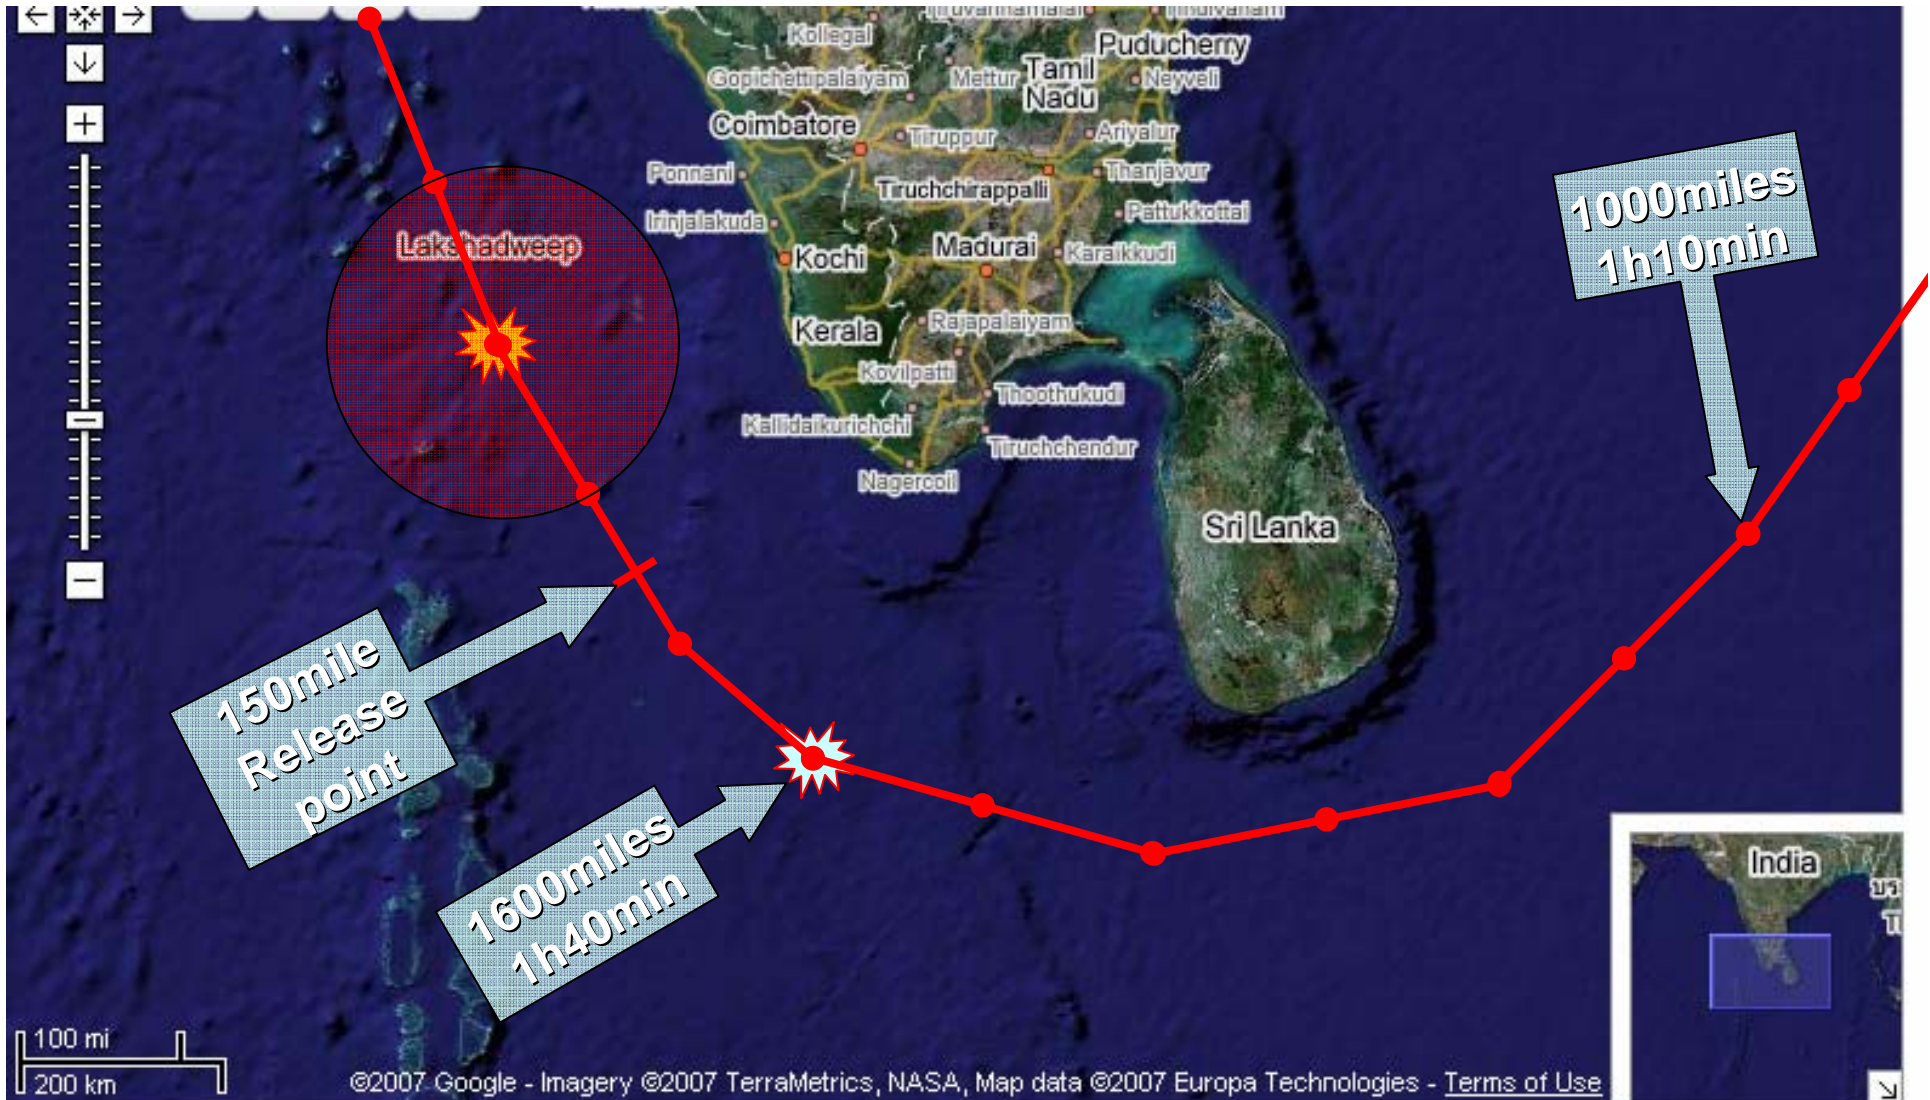 Kollegal
Puducherry
Gopichettipalaiyam
Mettur
Tamil
Nadu
Neyveli
Coimbatore
Tiruppur
Ariyalur
Ponnani
Tiruchchirappalli
Thanjavur
Irinjalakuda
Pattukkottai
Lakshadweep
Kochi
Madurai
Karaikkudi
Kerala
Rajapalaiyam
Kovilpatti
Thoothukudi
Kallidaikurichchi
Tiruchchendur
Nagercoil
Sri Lanka
1000miles
1h10min
150mile
Release
point
1600miles
1h40min
India
100 mi
200 km
©2007 Google - Imagery ©2007 TerraMetrics, NASA, Map data ©2007 Europa Technologies - Terms of Use